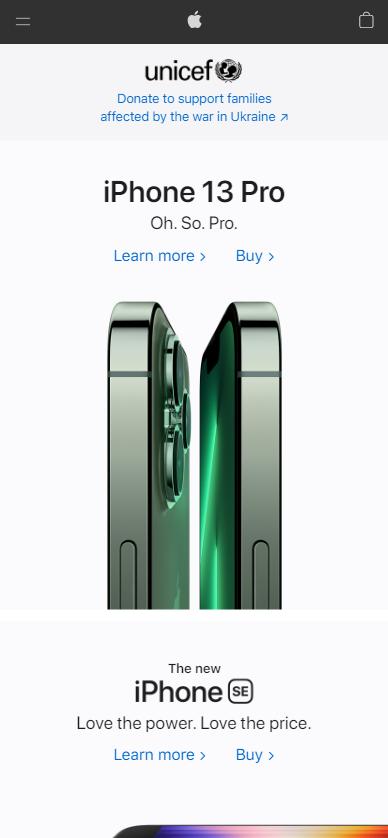 unicef
Donate to support families
affected by the war in Ukraine ↗
iPhone 13 Pro
Oh. So. Pro.
Learn more > Buy >
The new
iPhone SE
Love the power. Love the price.
Learn more > Buy >